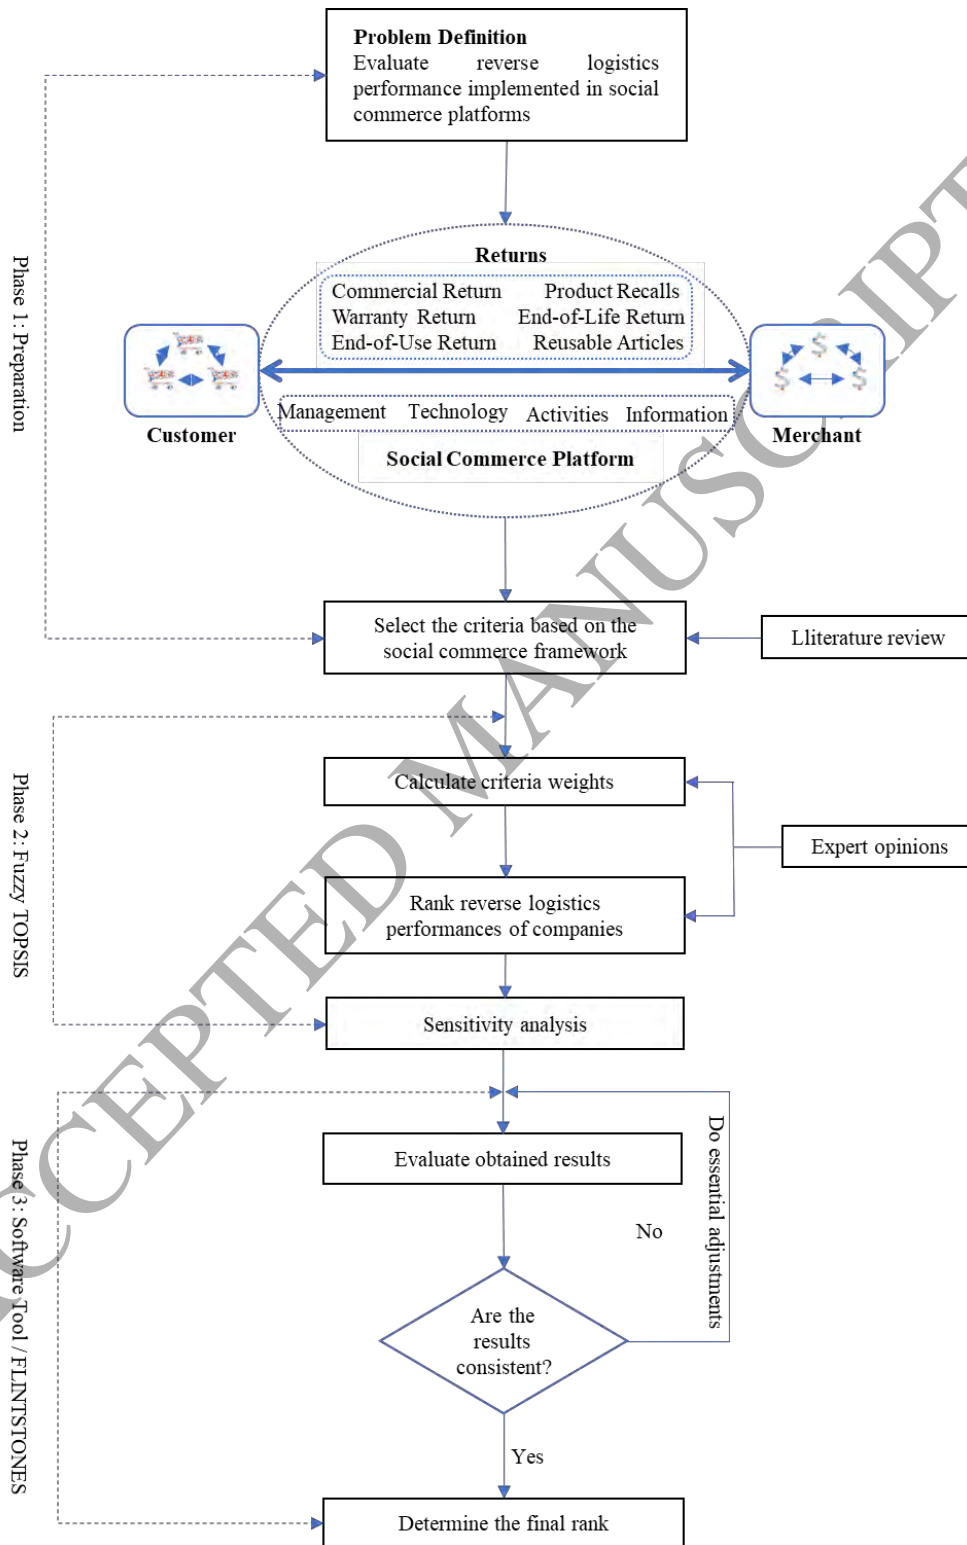 Problem Definition
Evaluate reverse logistics
performance implemented in social
commerce platforms
Phase 1: Preparation
Returns
Commercial Return Product Recalls
Warranty Return End-of-Life Return
End-of-Use Return Reusable Articles
Customer
Merchant
Management Technology Activities Information
Social Commerce Platform
Select the criteria based on the
social commerce framework
Lliterature review
Phase 2: Fuzzy TOPSIS
Calculate criteria weights
Expert opinions
Rank reverse logistics
performances of companies
Sensitivity analysis
Phase 3: Software Tool / FLINTSTONES
Evaluate obtained results
Do essential
adjustments
No
Are the
results
consistent?
Yes
Determine the final rank
ACCEPTED MANUSCRIPT